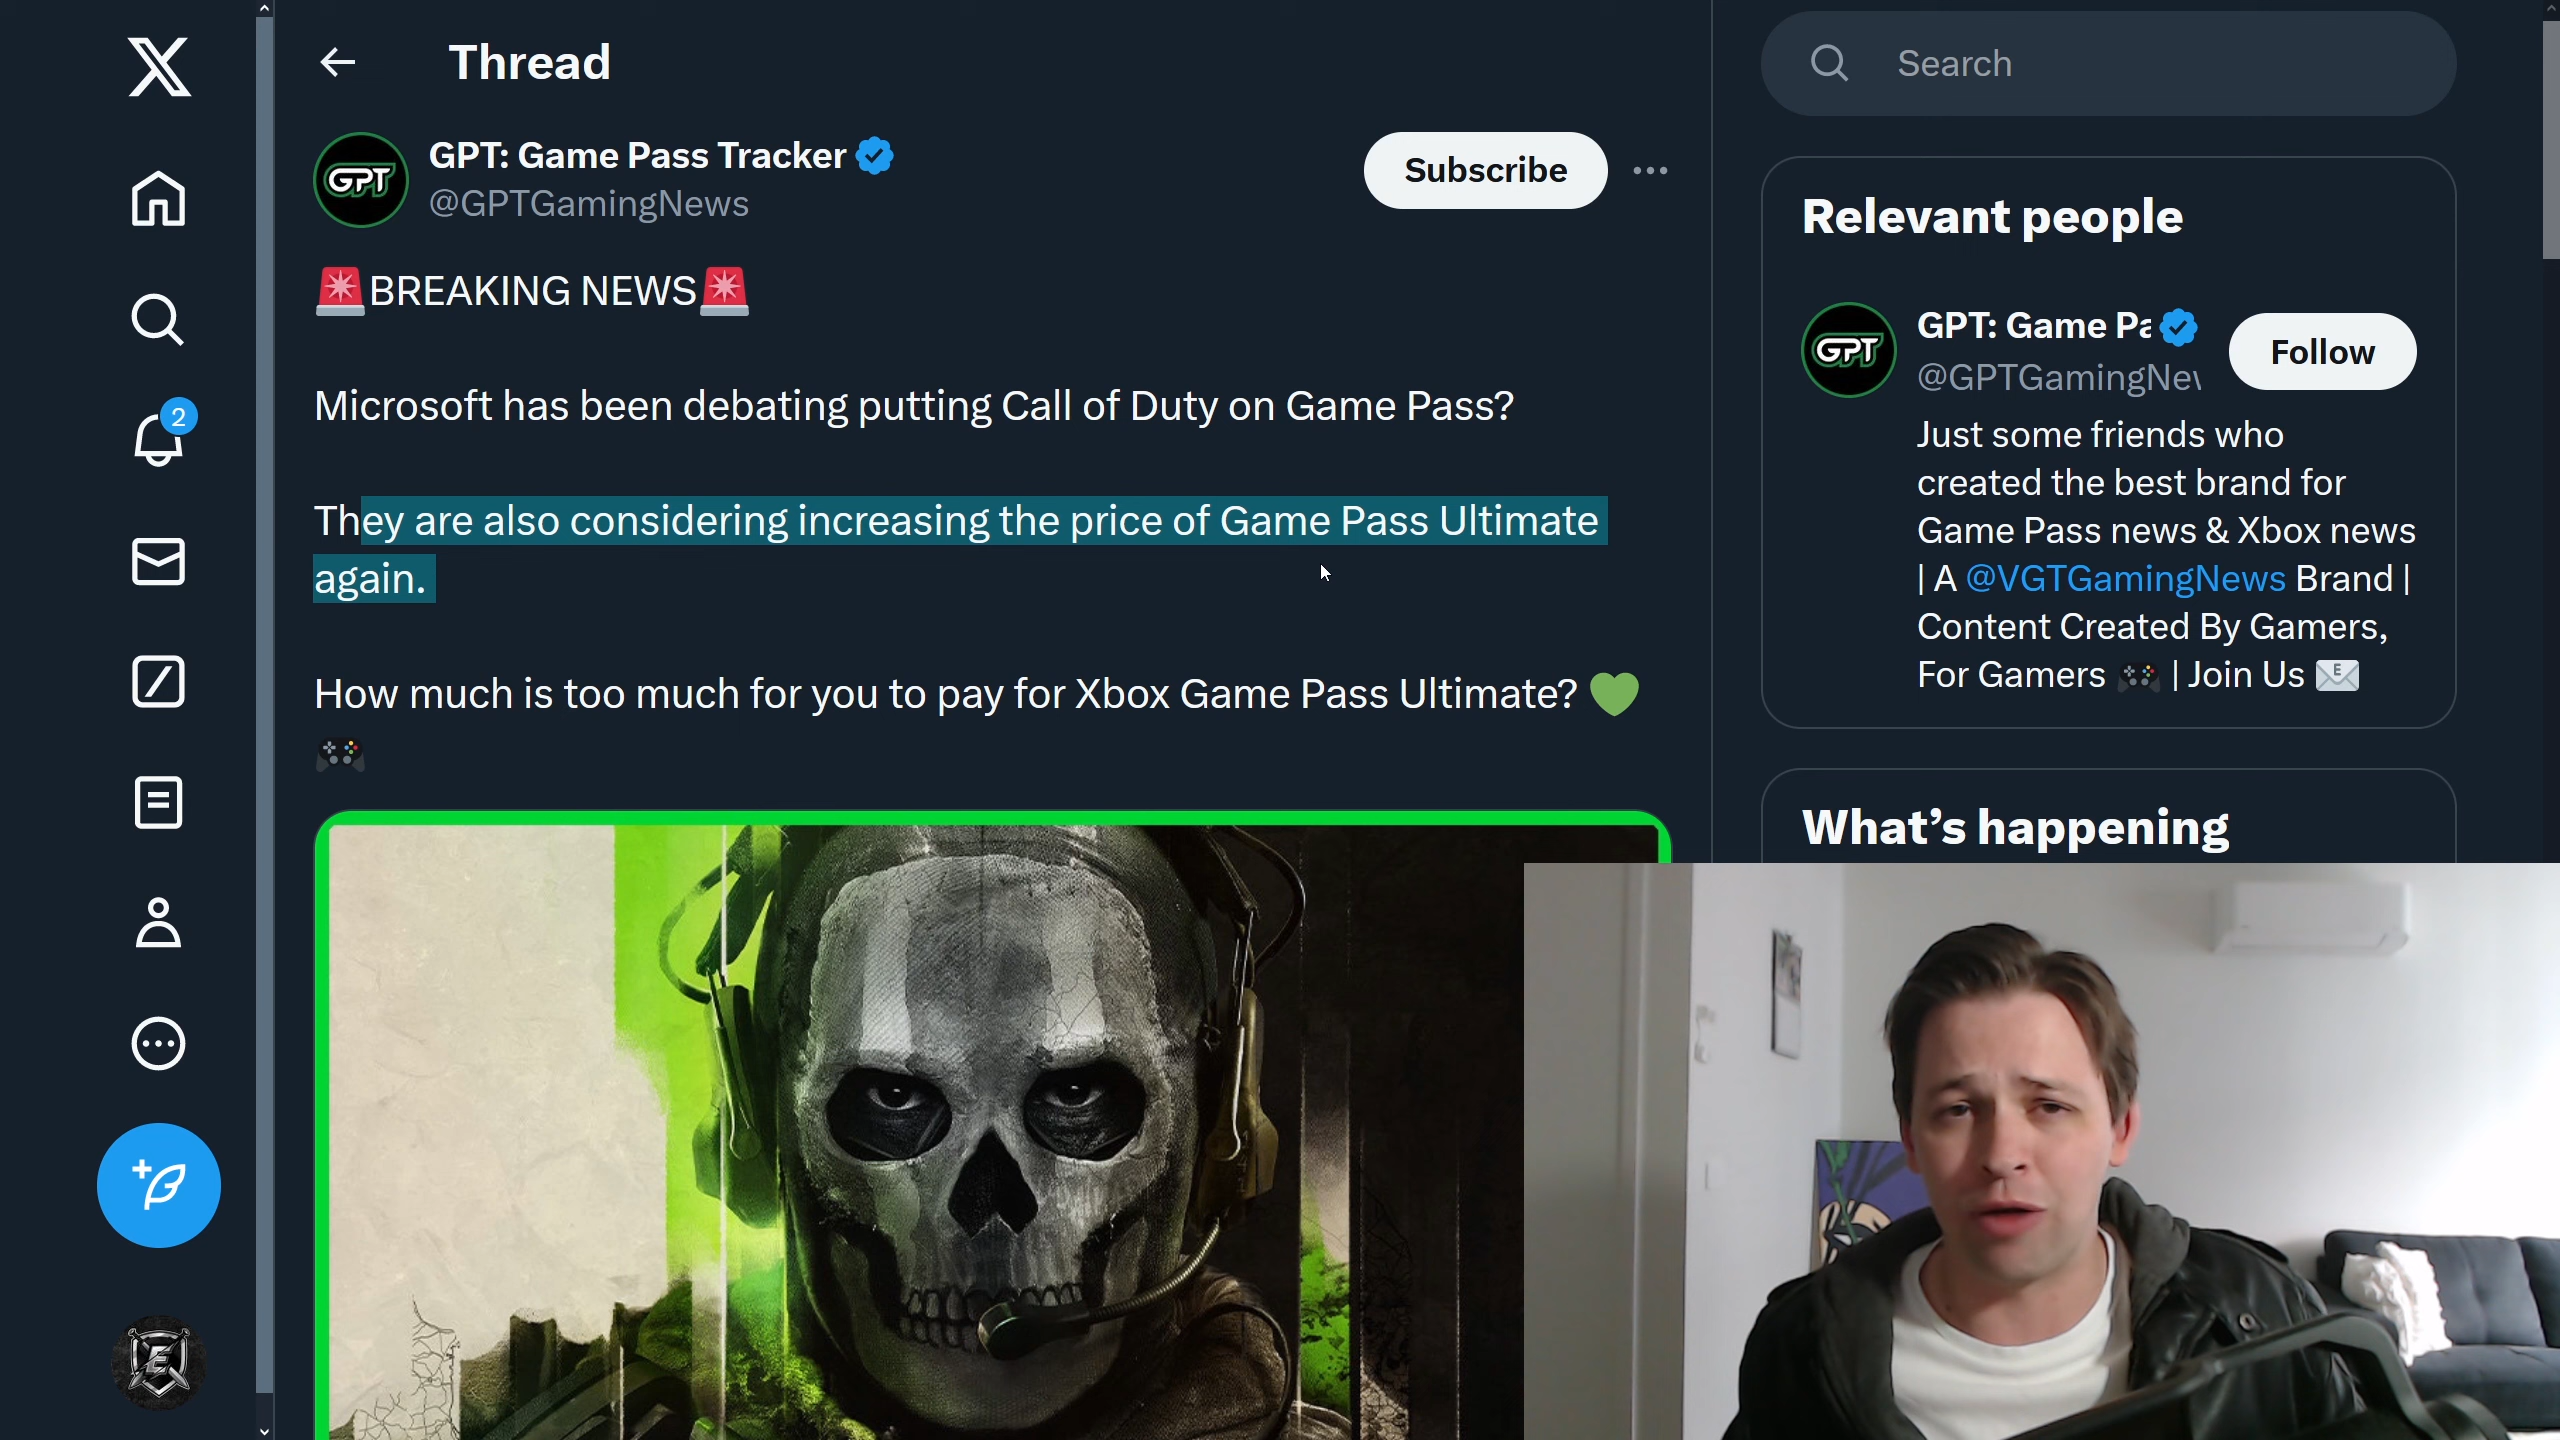 Thread
GPT: Game Pass Tracker
@GPTGamingNews
Subscribe
GPT
🚨BREAKING NEWS🚨
Microsoft has been debating putting Call of Duty on Game Pass?
They are also considering increasing the price of Game Pass Ultimate
again.
How much is too much for you to pay for Xbox Game Pass Ultimate? 💚
🎮
2
E
Search
Relevant people
GPT
GPT: Game Pa
@GPTGamingNev
Follow
Just some friends who
created the best brand for
Game Pass news & Xbox news
| A @VGTGamingNews Brand |
Content Created By Gamers,
For Gamers 🎮 | Join Us 📧
What's happening